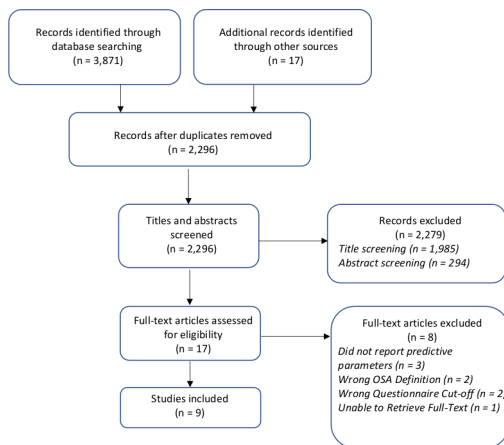 Records identified through
database searching
(n = 3,871)
Additional records identified
through other sources
(n = 17)
Records after duplicates removed
(n = 2,296)
Titles and abstracts
screened
(n = 2,296)
Records excluded
(n = 2,279)
Title screening (n = 1,985)
Abstract screening (n = 294)
Full-text articles assessed
for eligibility
(n = 17)
Full-text articles excluded
(n = 8)
Did not report predictive
parameters (n = 3)
Wrong OSA Definition (n = 2)
Wrong Questionnaire Cut-off (n = 2,
Unable to Retrieve Full-Text (n = 1)
Studies included
(n = 9)